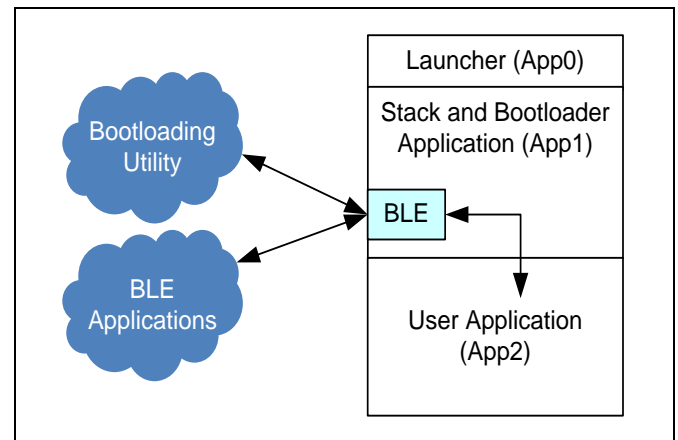 Launcher (App0)
Stack and Bootloader
Application (App1)
Bootloading
Utility
BLE
BLE
Applications
User Application
(App2)